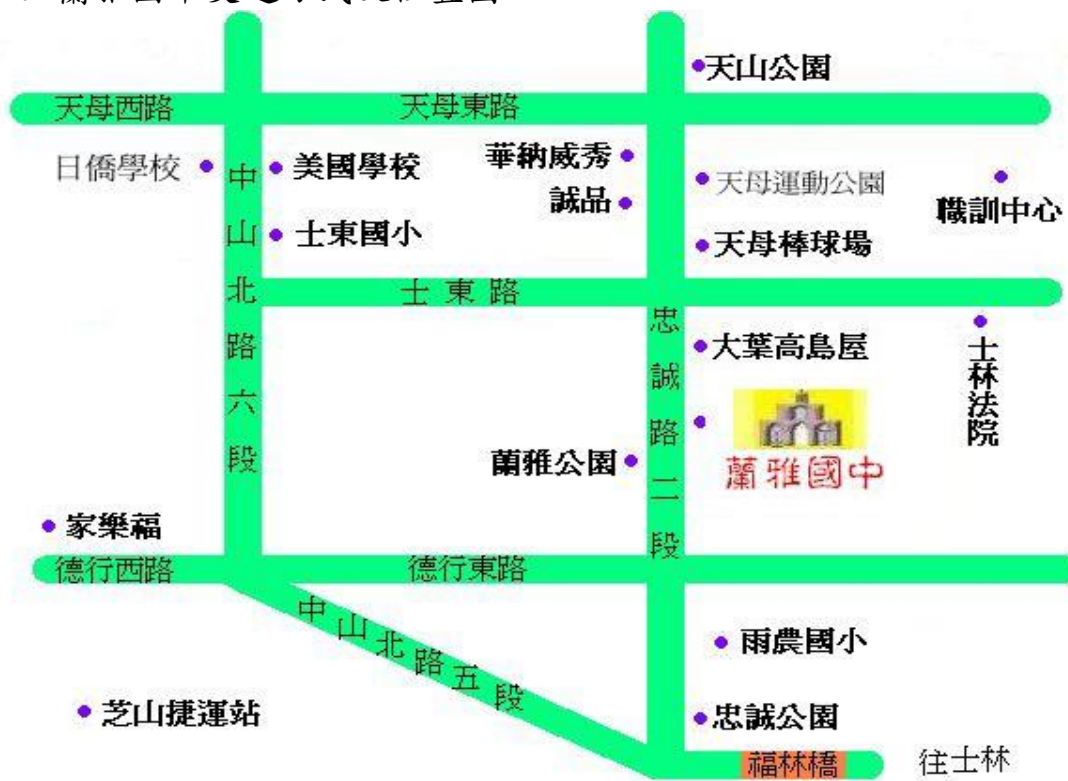 天山公園
天母西路
天母東路
日僑學校
美國學校
華納威秀
誠品
天母運動公園
職訓中心
士東國小
天母棒球場
士東路
中山北路六段
忠誠路二段
大葉高島屋
士林法院
蘭雅公園
蘭雅國中
家樂福
德行西路
德行東路
中山北路五段
雨農國小
芝山捷運站
忠誠公園
福林橋
往士林